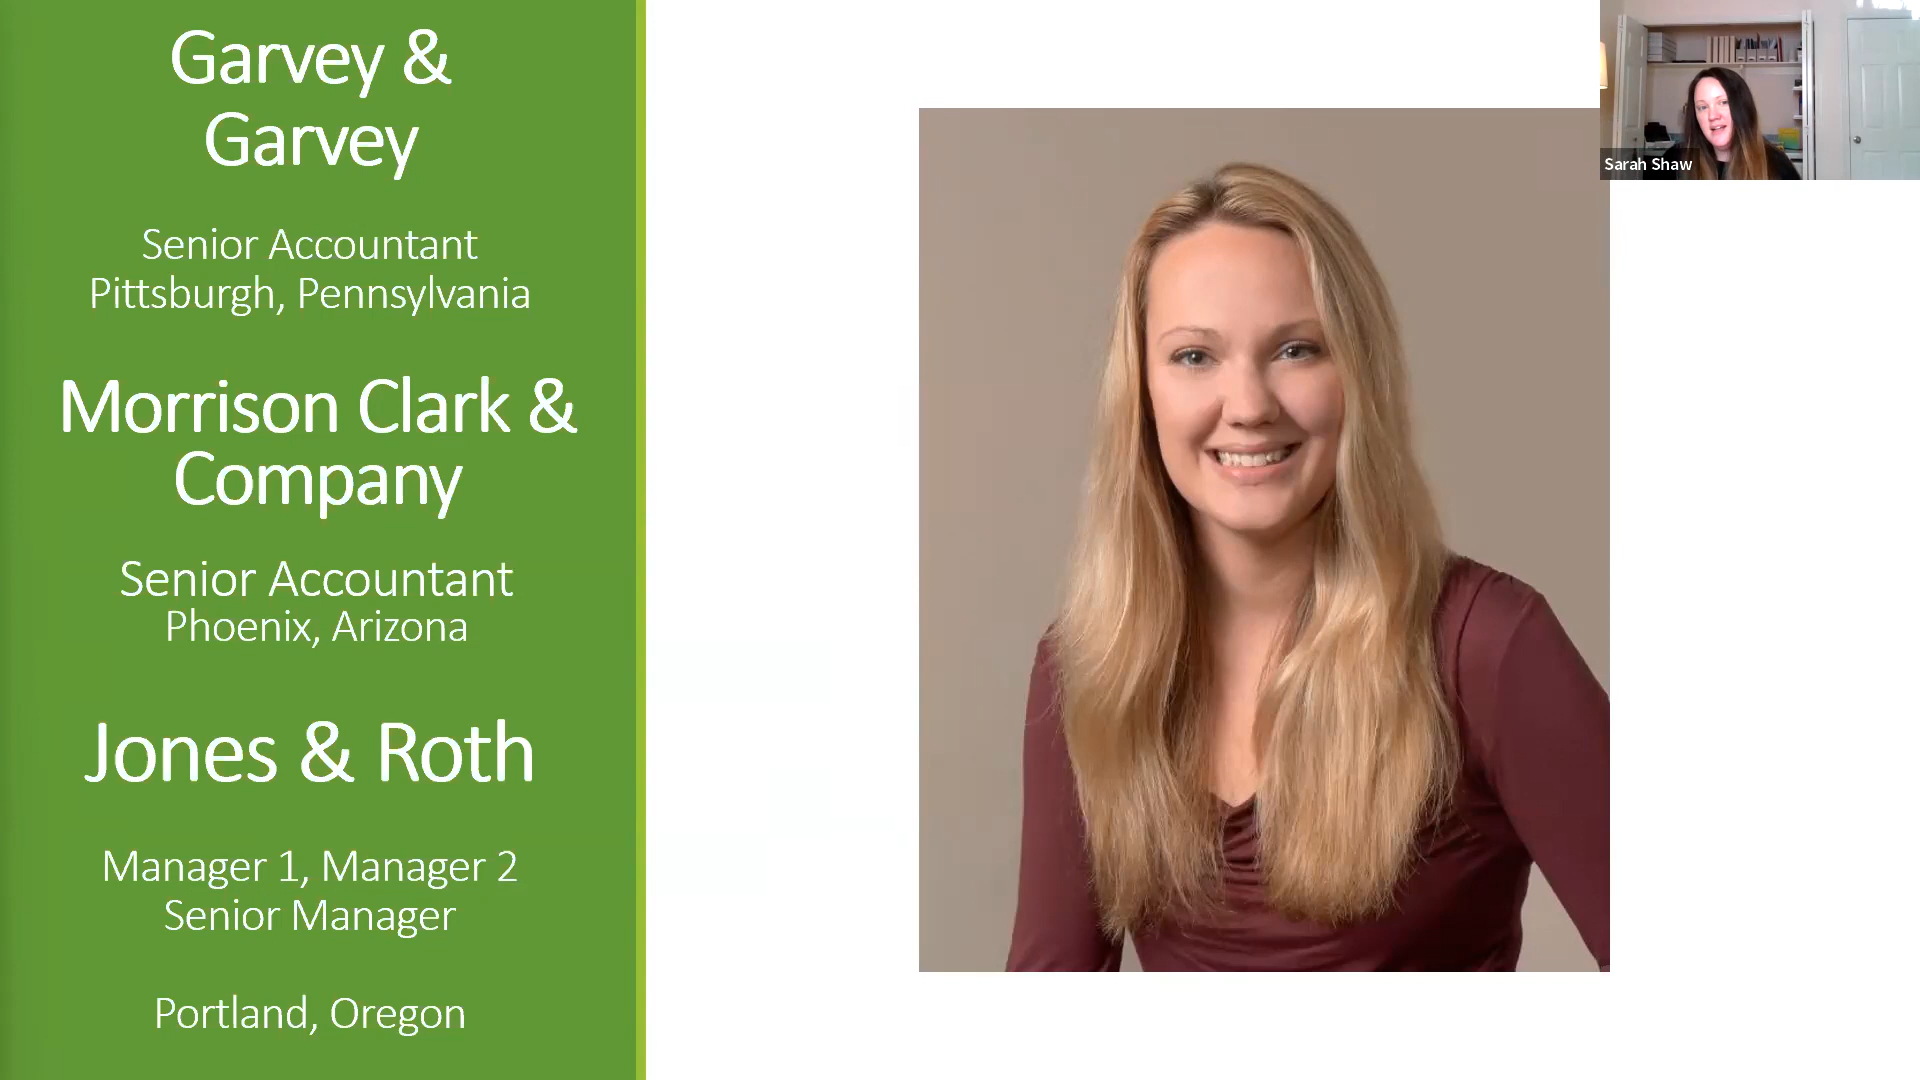 Garvey &
Garvey
Senior Accountant
Pittsburgh, Pennsylvania
Morrison Clark &
Company
Senior Accountant
Phoenix, Arizona
Jones & Roth
Manager 1, Manager 2
Senior Manager
Portland, Oregon
Sarah Shaw